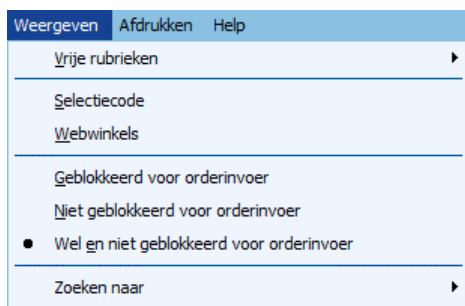 Weergeven Afdrukken Help
Vrije rubrieken
Selectiecode
Webwinkels
Geblokkeerd voor orderinvoer
Niet geblokkeerd voor orderinvoer
Wel en niet geblokkeerd voor orderinvoer
Zoeken naar